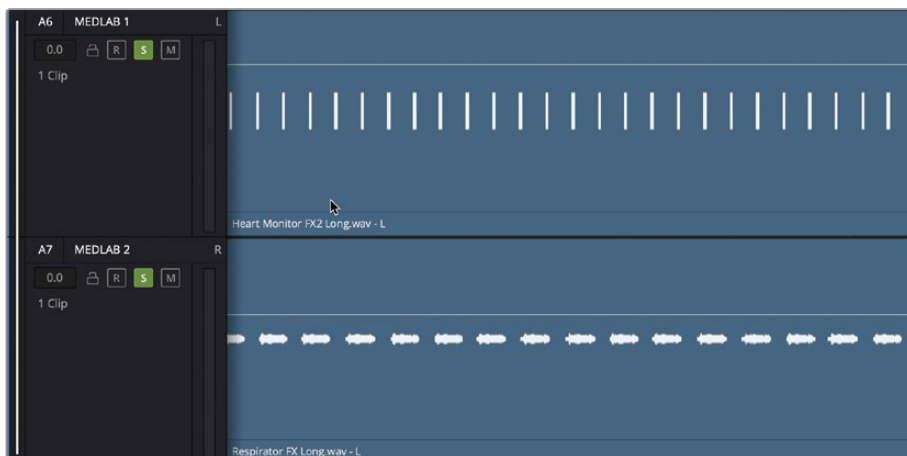 A6 MEDLAB 1 L
0.0 R S M
1 Clip
Heart Monitor FX2 Long.wav - L
A7 MEDLAB 2 R
0.0 R S M
1 Clip
Respirator FX Long.wav - L